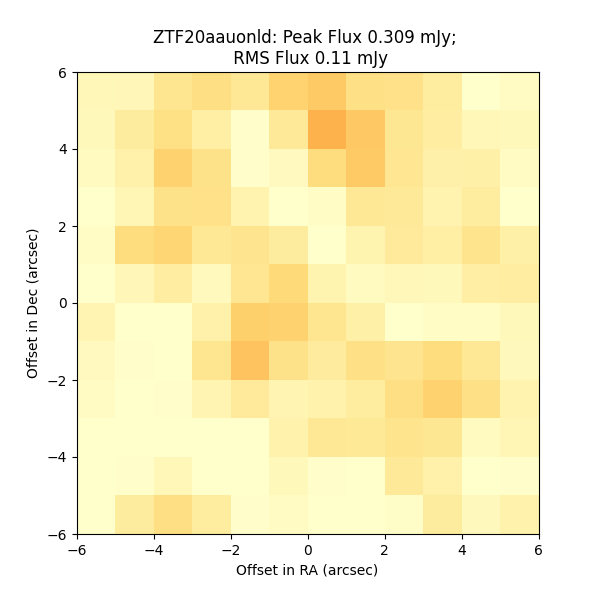 ZTF20aauonld: Peak Flux 0.309 mJy;
RMS Flux 0.11 mJy
6
4
2
0
−2
−4
−6
Offset in Dec (arcsec)
−6 −4 −2 0 2 4 6
Offset in RA (arcsec)